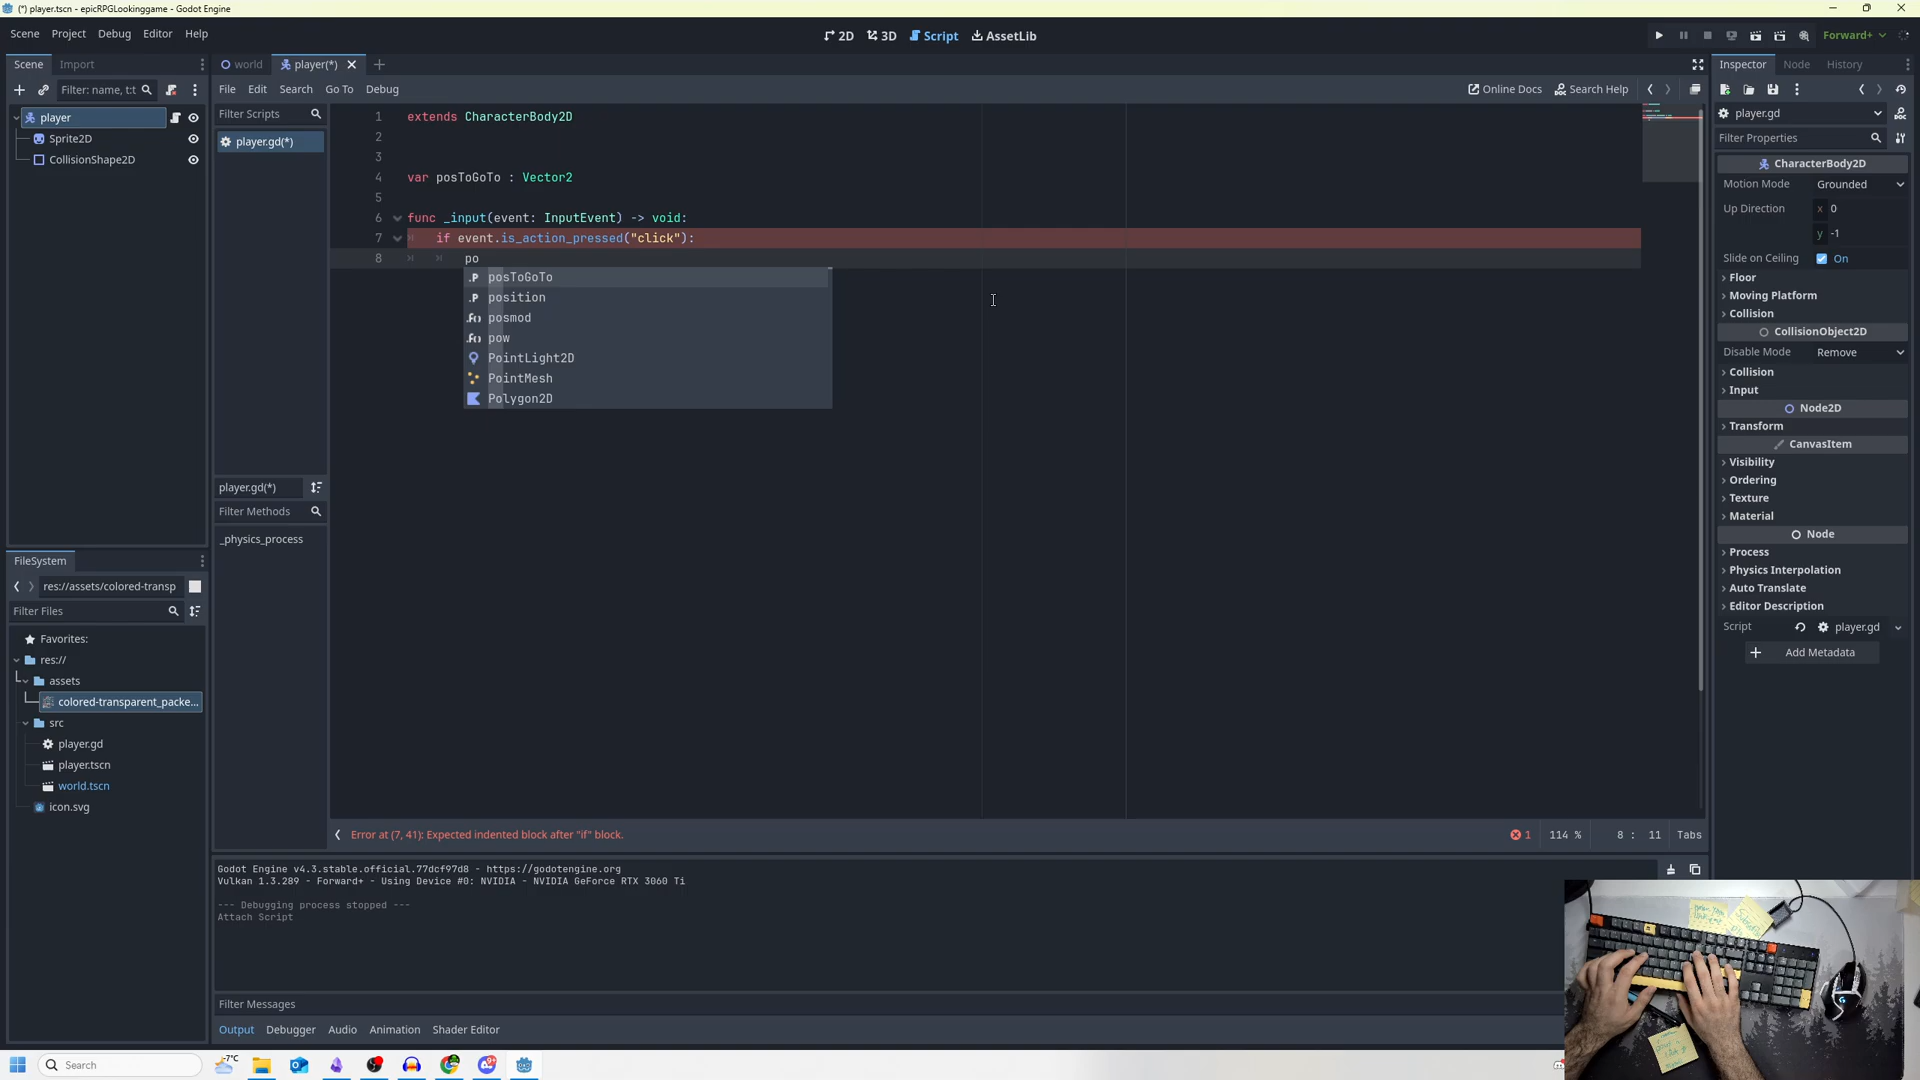 (*) player.tscn - epicRPGLookinggame - Godot Engine
Scene Project Debug Editor Help
2D 3D Script AssetLib
Forward+
Scene Import
world player(*)
Inspector Node History
Filter: name, t:t
File Edit Search Go To Debug
Online Docs Search Help
player
Sprite2D
CollisionShape2D
Filter Scripts
player.gd(*)
1 extends CharacterBody2D
2
3
4 var posToGoTo : Vector2
5
6 func _input(event: InputEvent) -> void:
7 if event.is_action_pressed("click"):
8 po
posToGoTo
position
posmod
pow
PointLight2D
PointMesh
Polygon2D
player.gd(*)
Filter Methods
_physics_process
player.gd
Filter Properties
CharacterBody2D
Motion Mode Grounded
Up Direction x 0
y -1
Slide on Ceiling On
Floor
Moving Platform
Collision
CollisionObject2D
Disable Mode Remove
Collision
Input
Node2D
Transform
CanvasItem
Visibility
Ordering
Texture
Material
Node
Process
Physics Interpolation
Auto Translate
Editor Description
Script player.gd
Add Metadata
FileSystem
res://assets/colored-transp
Filter Files
Favorites:
res://
assets
colored-transparent_packe...
src
player.gd
player.tscn
world.tscn
icon.svg
Error at (7, 41): Expected indented block after "if" block.
1 114 % 8 : 11 Tabs
Godot Engine v4.3.stable.official.77dcf97d8 - https://godotengine.org
Vulkan 1.3.289 - Forward+ - Using Device #0: NVIDIA - NVIDIA GeForce RTX 3060 Ti
--- Debugging process stopped ---
Attach Script
Filter Messages
Output Debugger Audio Animation Shader Editor
Search
-7°C